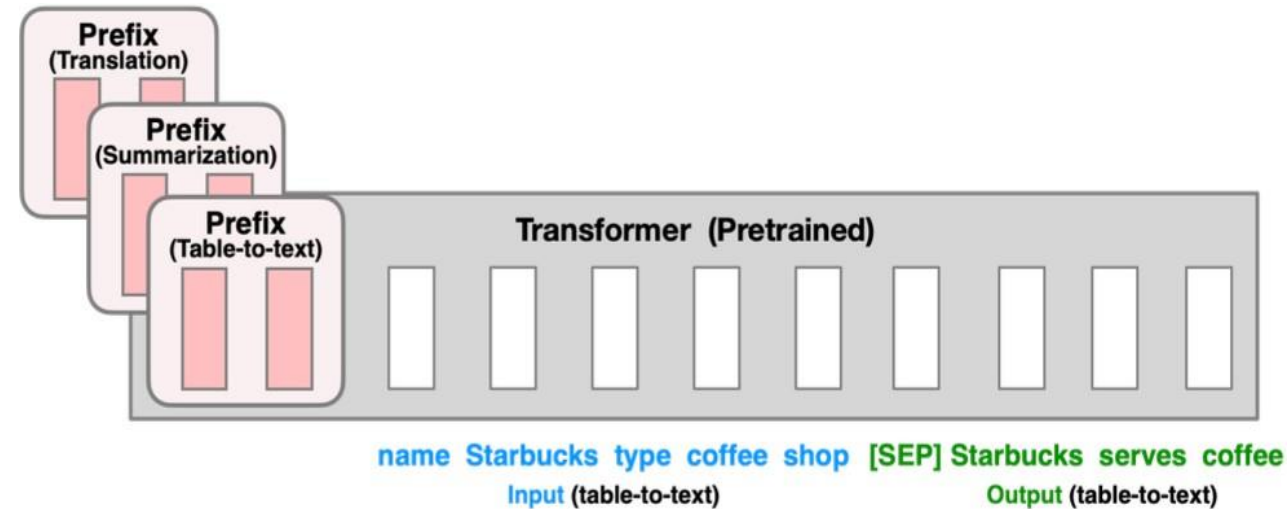 Prefix
(Translation)
Prefix
(Summarization)
Prefix
(Table-to-text)
Transformer (Pretrained)
name Starbucks type coffee shop [SEP] Starbucks serves coffee
Input (table-to-text) Output (table-to-text)